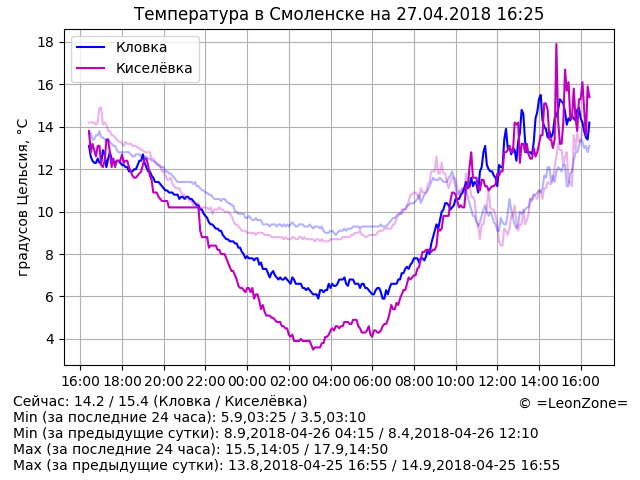 Температура в Смоленске на 27.04.2018 16:25
18
16
14
12
10
8
6
4
градусов Цельсия, °C
Кловка
Киселёвка
16:00 18:00 20:00 22:00 00:00 02:00 04:00 06:00 08:00 10:00 12:00 14:00 16:00
Сейчас: 14.2 / 15.4 (Кловка / Киселёвка)
© =LeonZone=
Min (за последние 24 часа): 5.9,03:25 / 3.5,03:10
Min (за предыдущие сутки): 8.9,2018-04-26 04:15 / 8.4,2018-04-26 12:10
Max (за последние 24 часа): 15.5,14:05 / 17.9,14:50
Max (за предыдущие сутки): 13.8,2018-04-25 16:55 / 14.9,2018-04-25 16:55